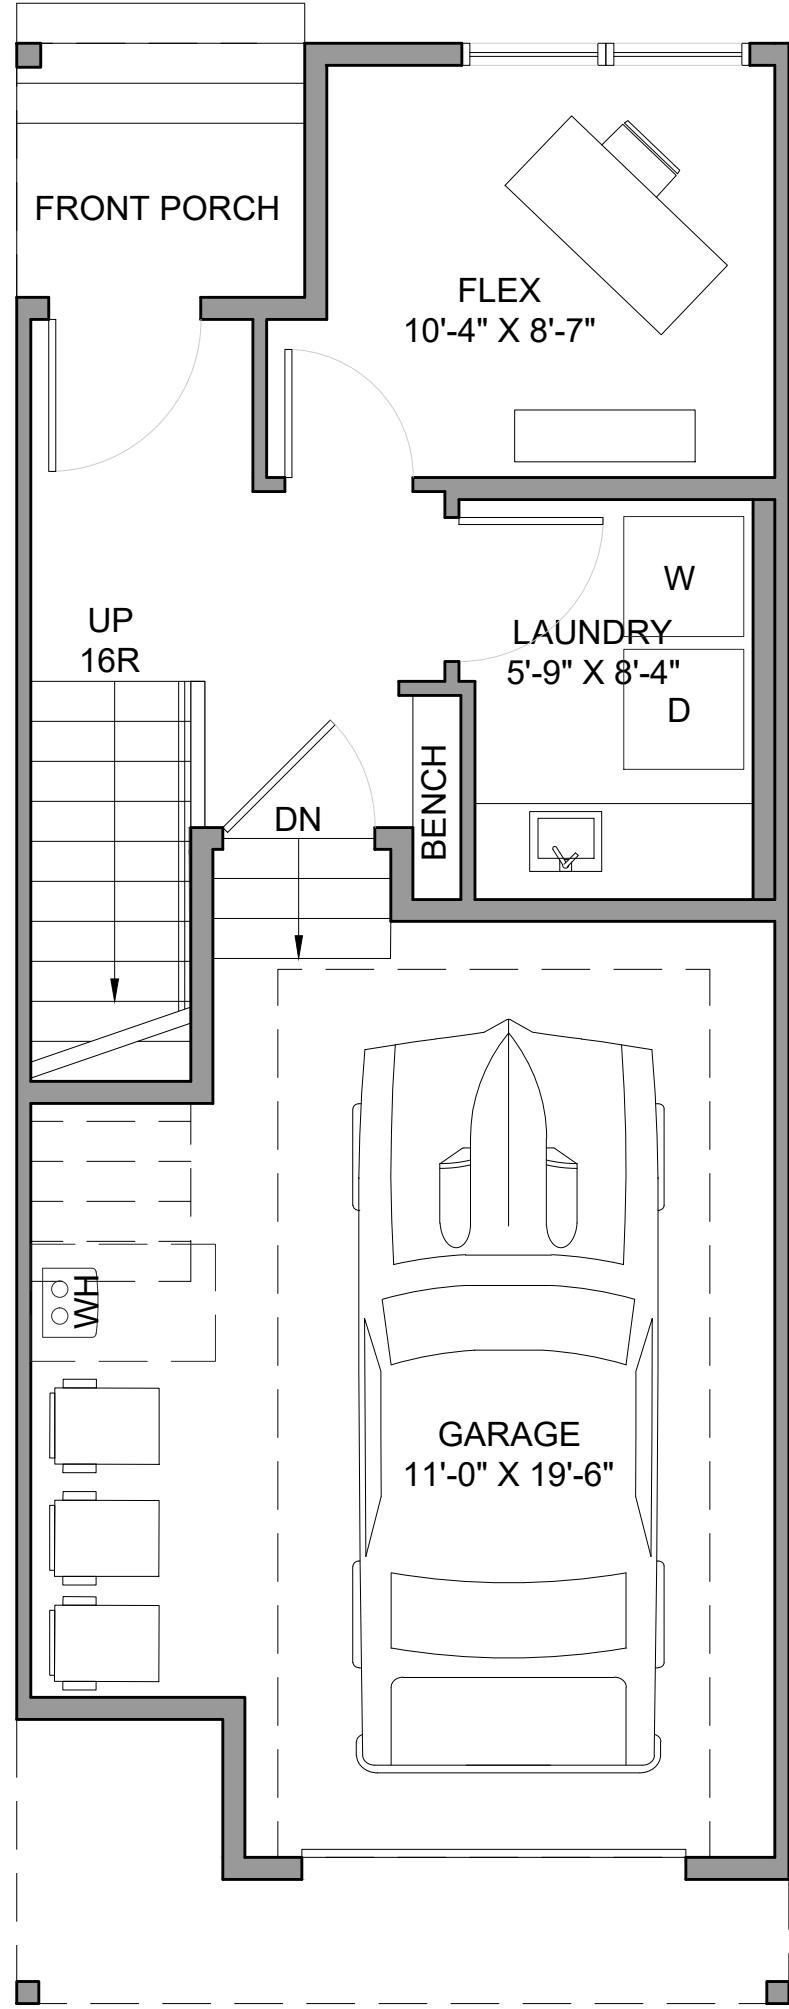 FRONT PORCH
FLEX
10'-4" X 8'-7"
UP
16R
W
LAUNDRY
5'-9" X 8'-4"
D
DN
BENCH
WH
GARAGE
11'-0" X 19'-6"